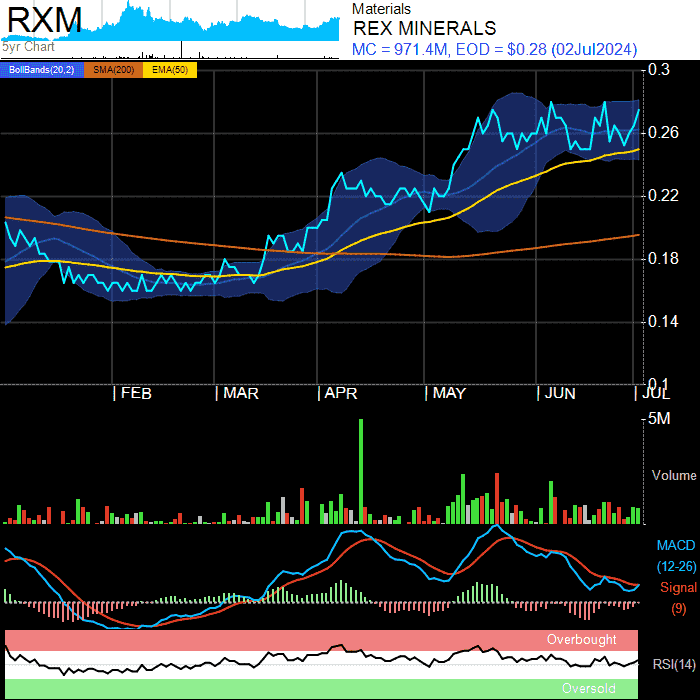 RXM
5yr Chart
Materials
REX MINERALS
MC = 971.4M, EOD = $0.28 (02Jul2024)
BollBands(20,2) SMA(200) EMA(50)
0.3
0.26
0.22
0.18
0.14
0.1
FEB MAR APR MAY JUN JUL
5M
Volume
MACD
(12-26)
Signal
(9)
Overbought
RSI(14)
Oversold